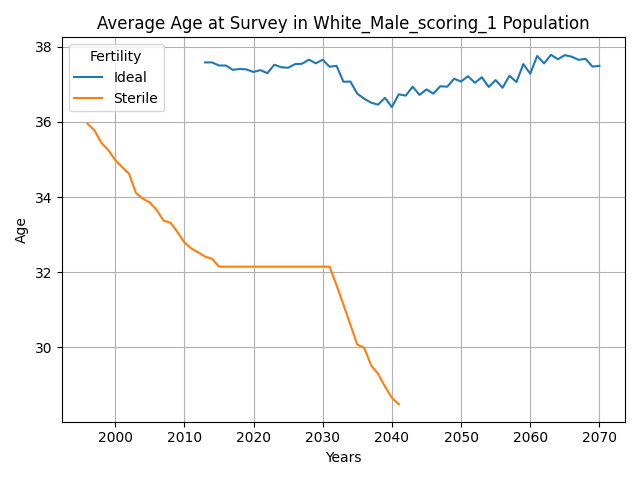 Average Age at Survey in White_Male_scoring_1 Population
Fertility
Ideal
Sterile
38
36
34
32
30
Age
2000 2010 2020 2030 2040 2050 2060 2070
Years